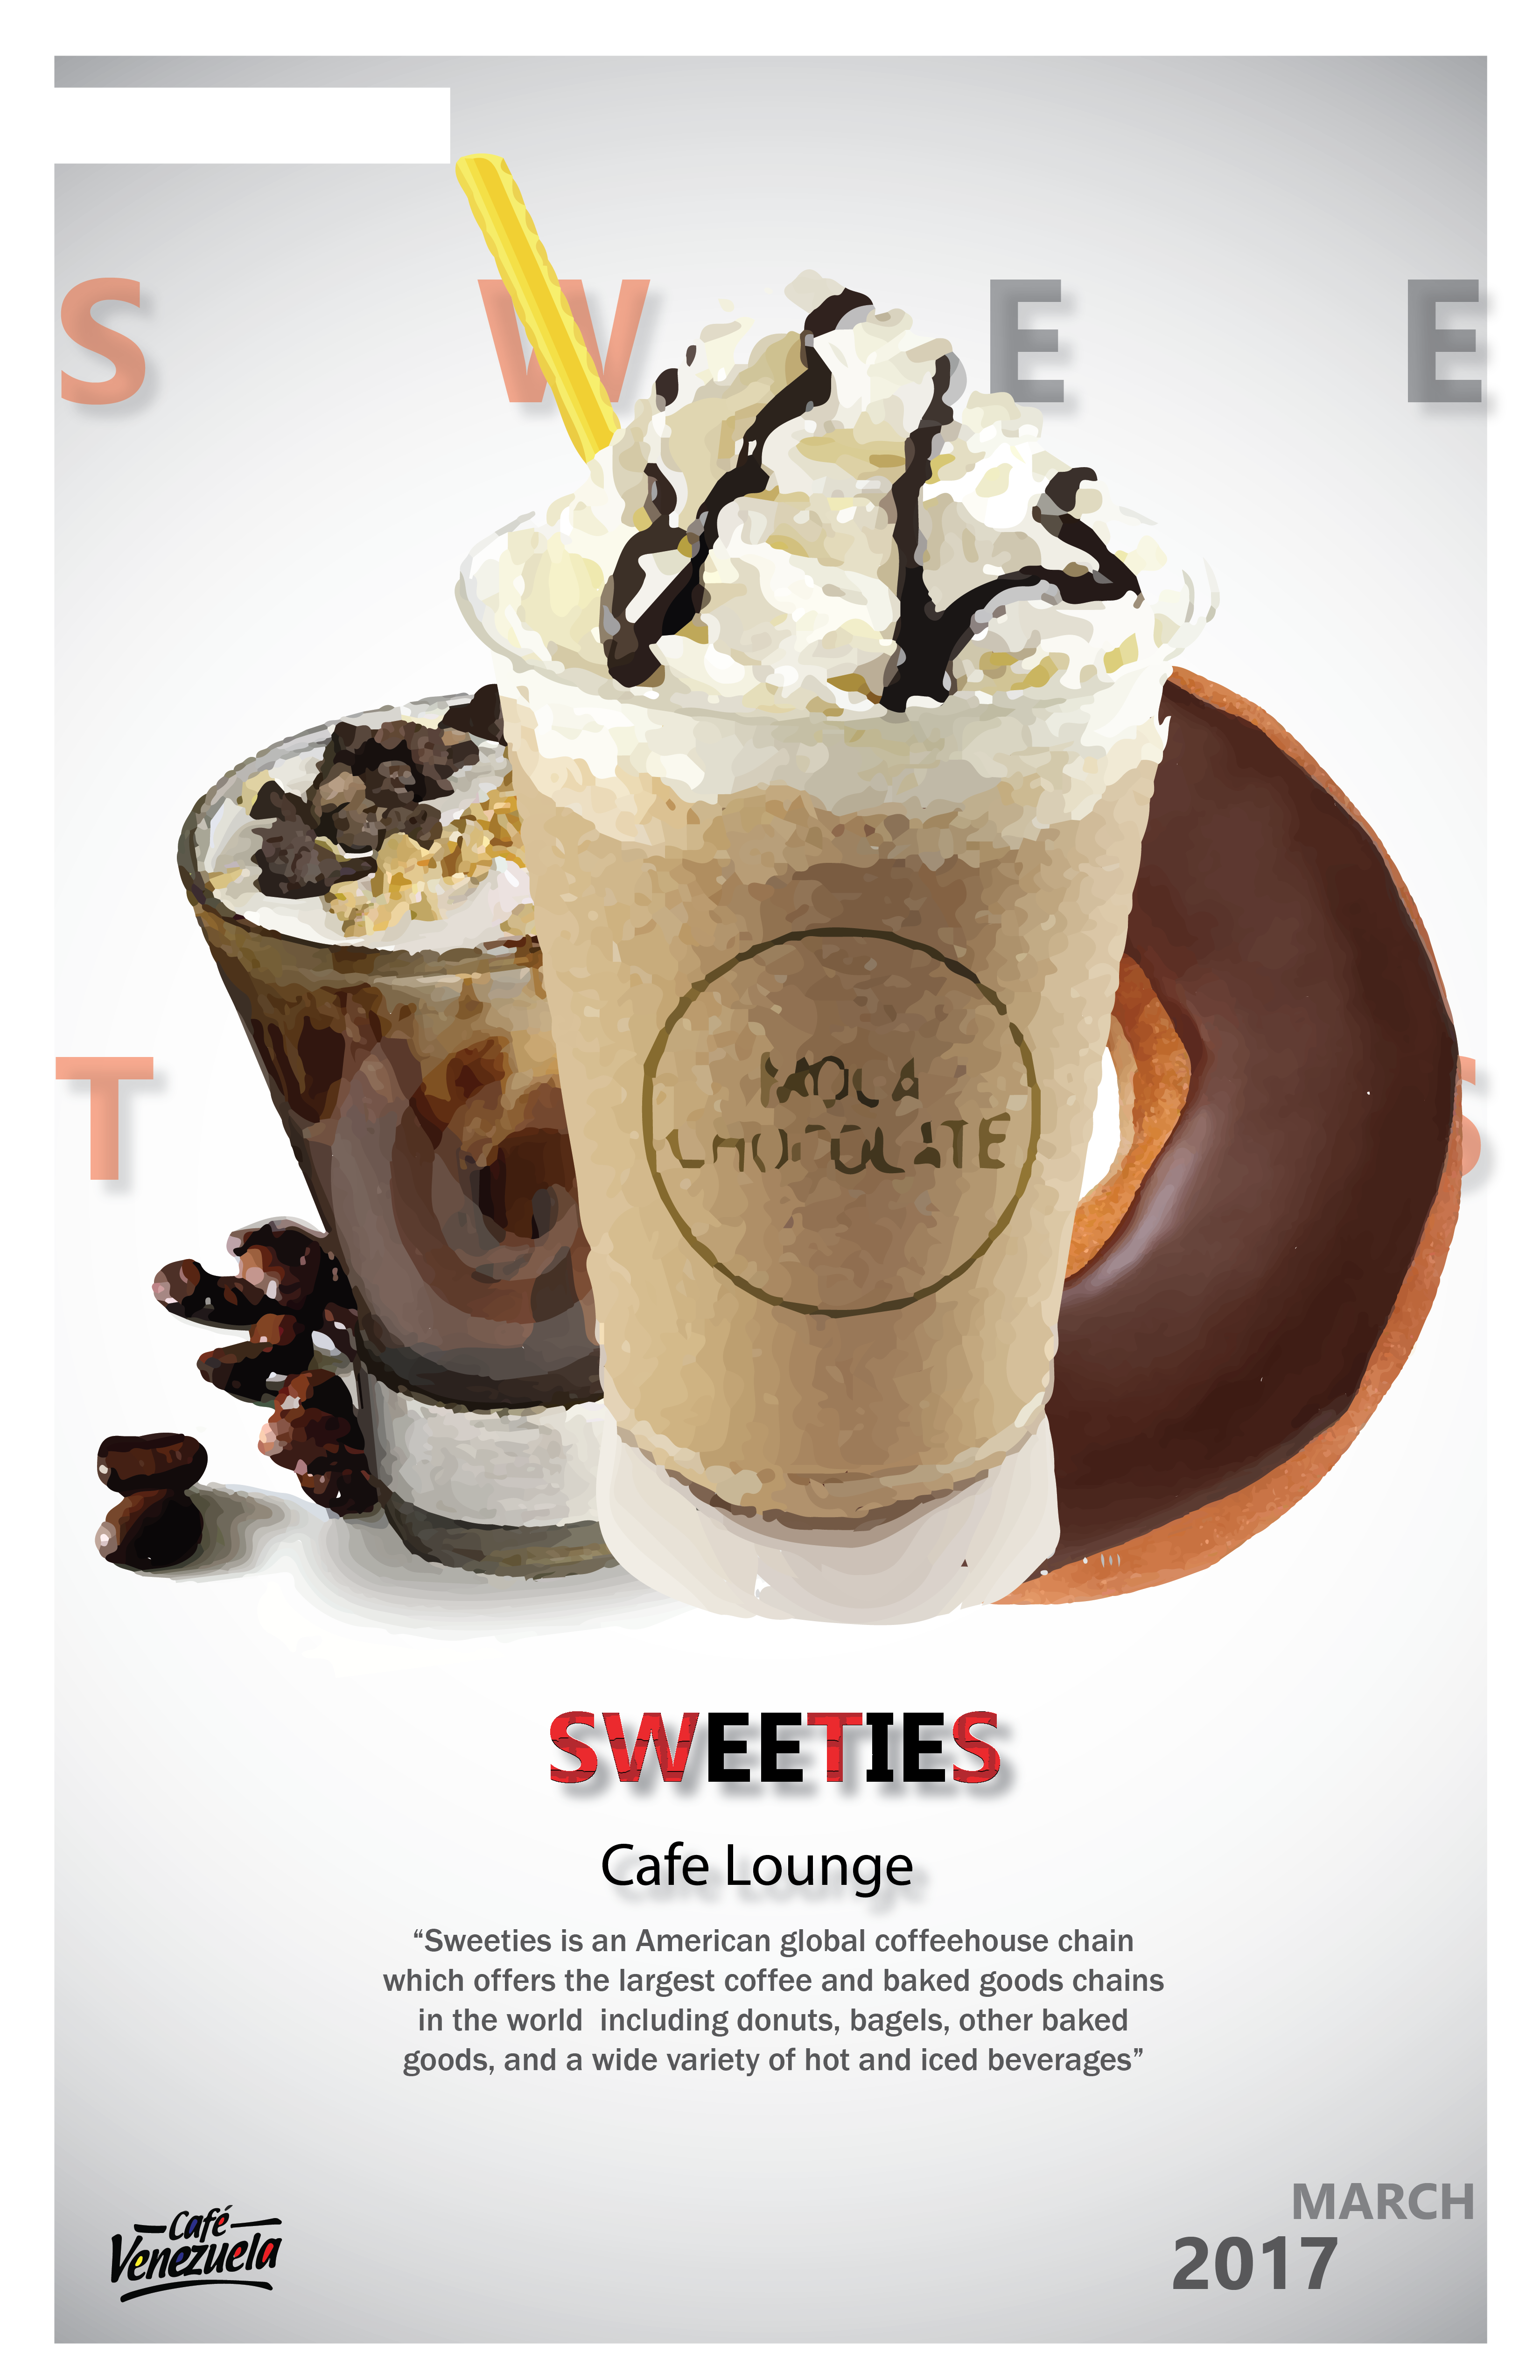 S W E E
T S
MOCA
CHOCOLATE
SWEETIES
Cafe Lounge
“Sweeties is an American global coffeehouse chain
which offers the largest coffee and baked goods chains
in the world including donuts, bagels, other baked
goods, and a wide variety of hot and iced beverages”
Café
Venezuela
MARCH
2017